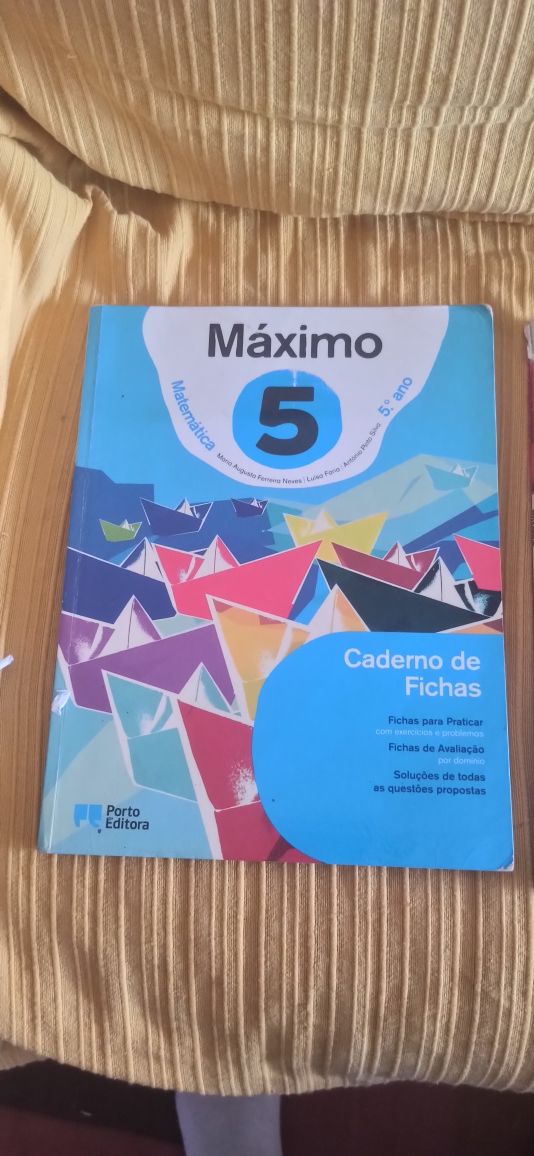 Máximo
5
Matemática
5.º ano
Maria Augusta Ferreira Neves | Luísa Faria | António Pinto Silva
Caderno de
Fichas
Fichas para Praticar
com exercícios e problemas
Fichas de Avaliação
por domínio
Soluções de todas
as questões propostas
Porto
Editora